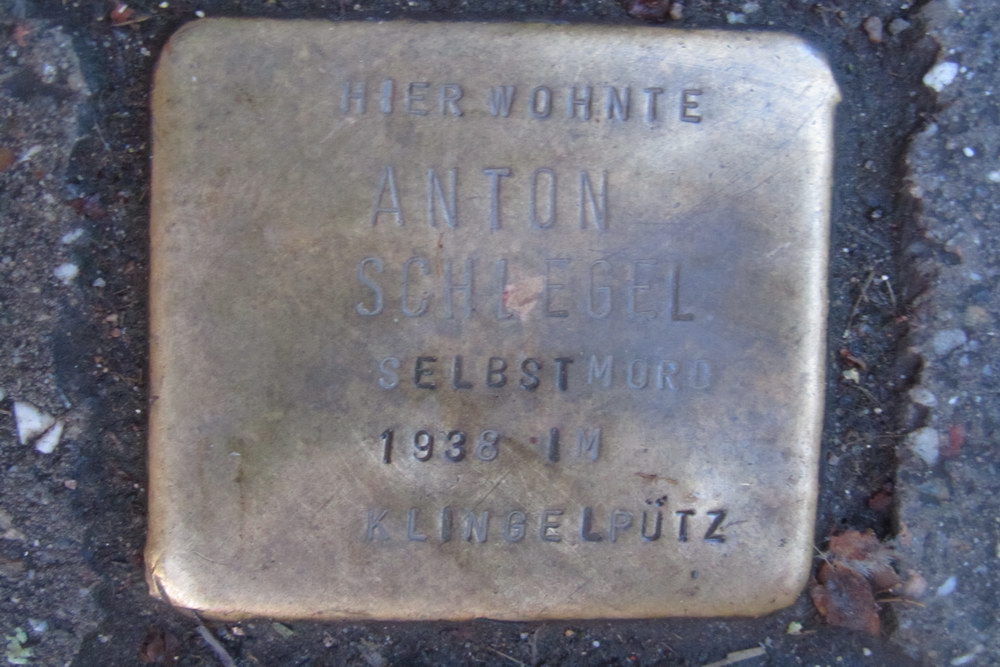 HIER WOHNTE
ANTON
SCHLEGEL
SELBSTMORD
1938 IM
KLINGELPÜTZ